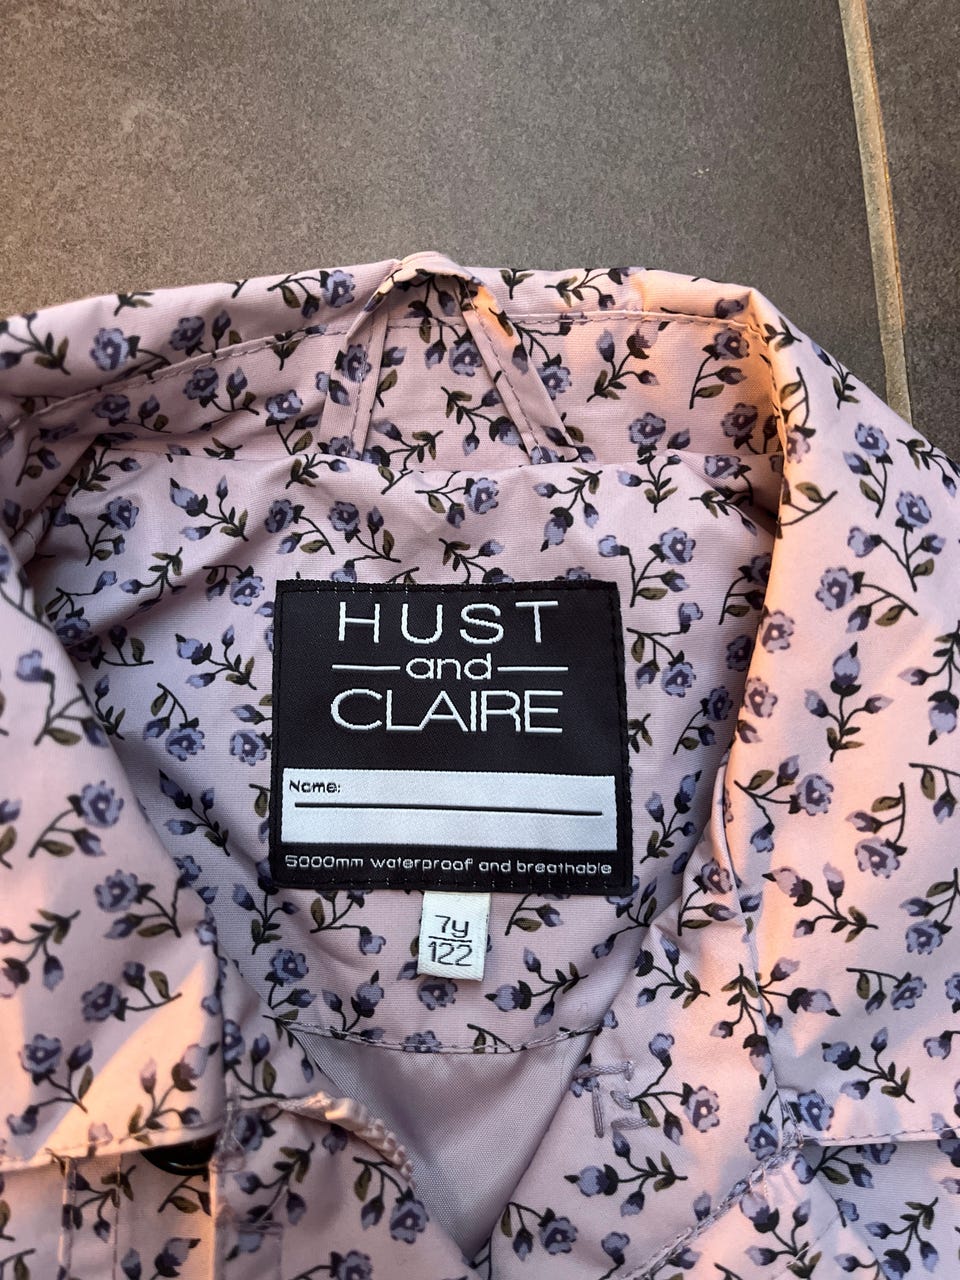 HUST
and
CLAIRE
Name:
5000mm waterproof and breathable
7y
122